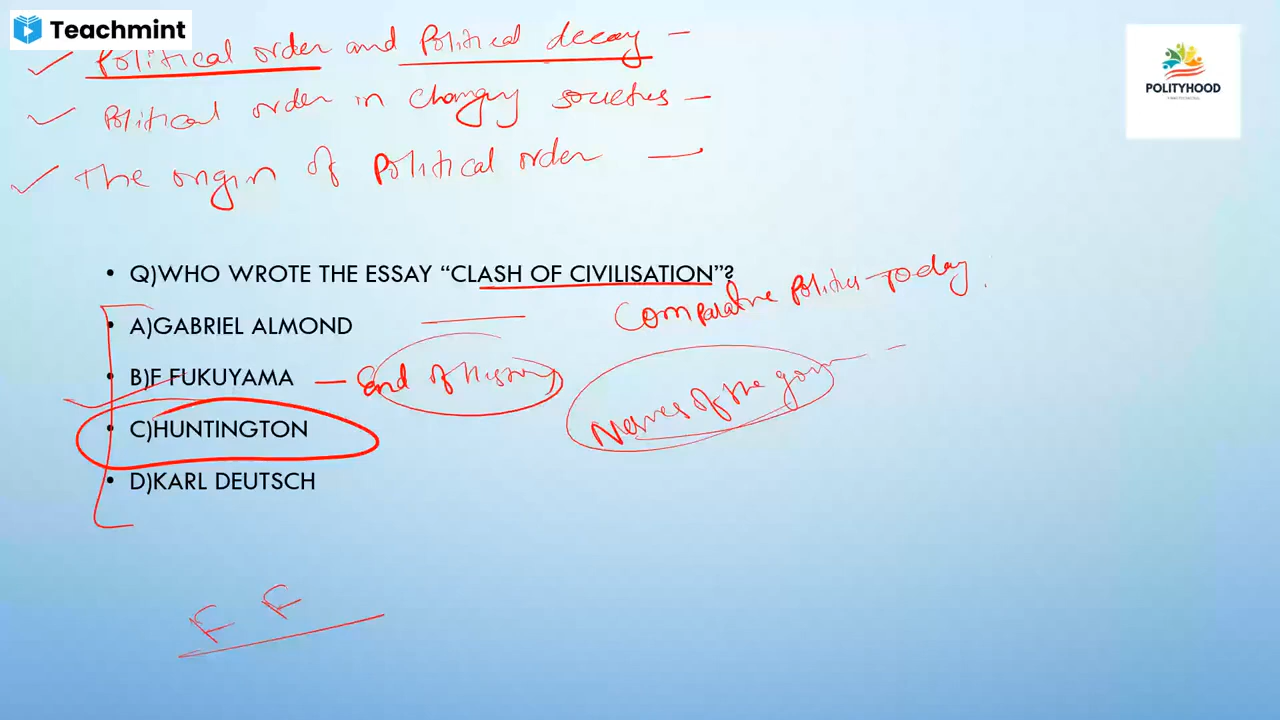 Teachmint
Political order and Political decay -
POLITYHOOD
Political order in changing societies -
The origin of Political order -
• Q)WHO WROTE THE ESSAY “CLASH OF CIVILISATION”?
Comparative Politics Today
• A)GABRIEL ALMOND
• B)F FUKUYAMA - End of History
Nerves of the gov
• C)HUNTINGTON
• D)KARL DEUTSCH
F F